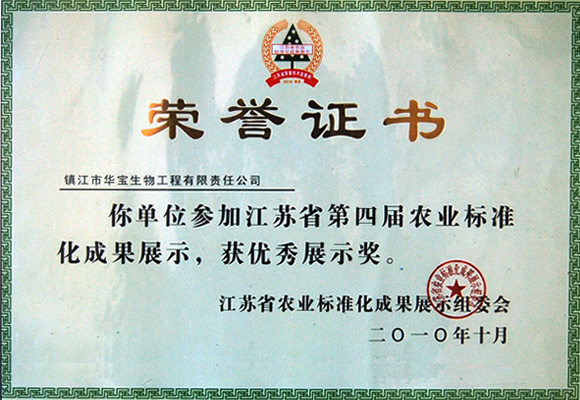 荣誉证书
镇江市华宝生物工程有限责任公司
你单位参加江苏省第四届农业标准
化成果展示，获优秀展示奖。
江苏省农业标准化成果展示组委会
二〇一〇年十月